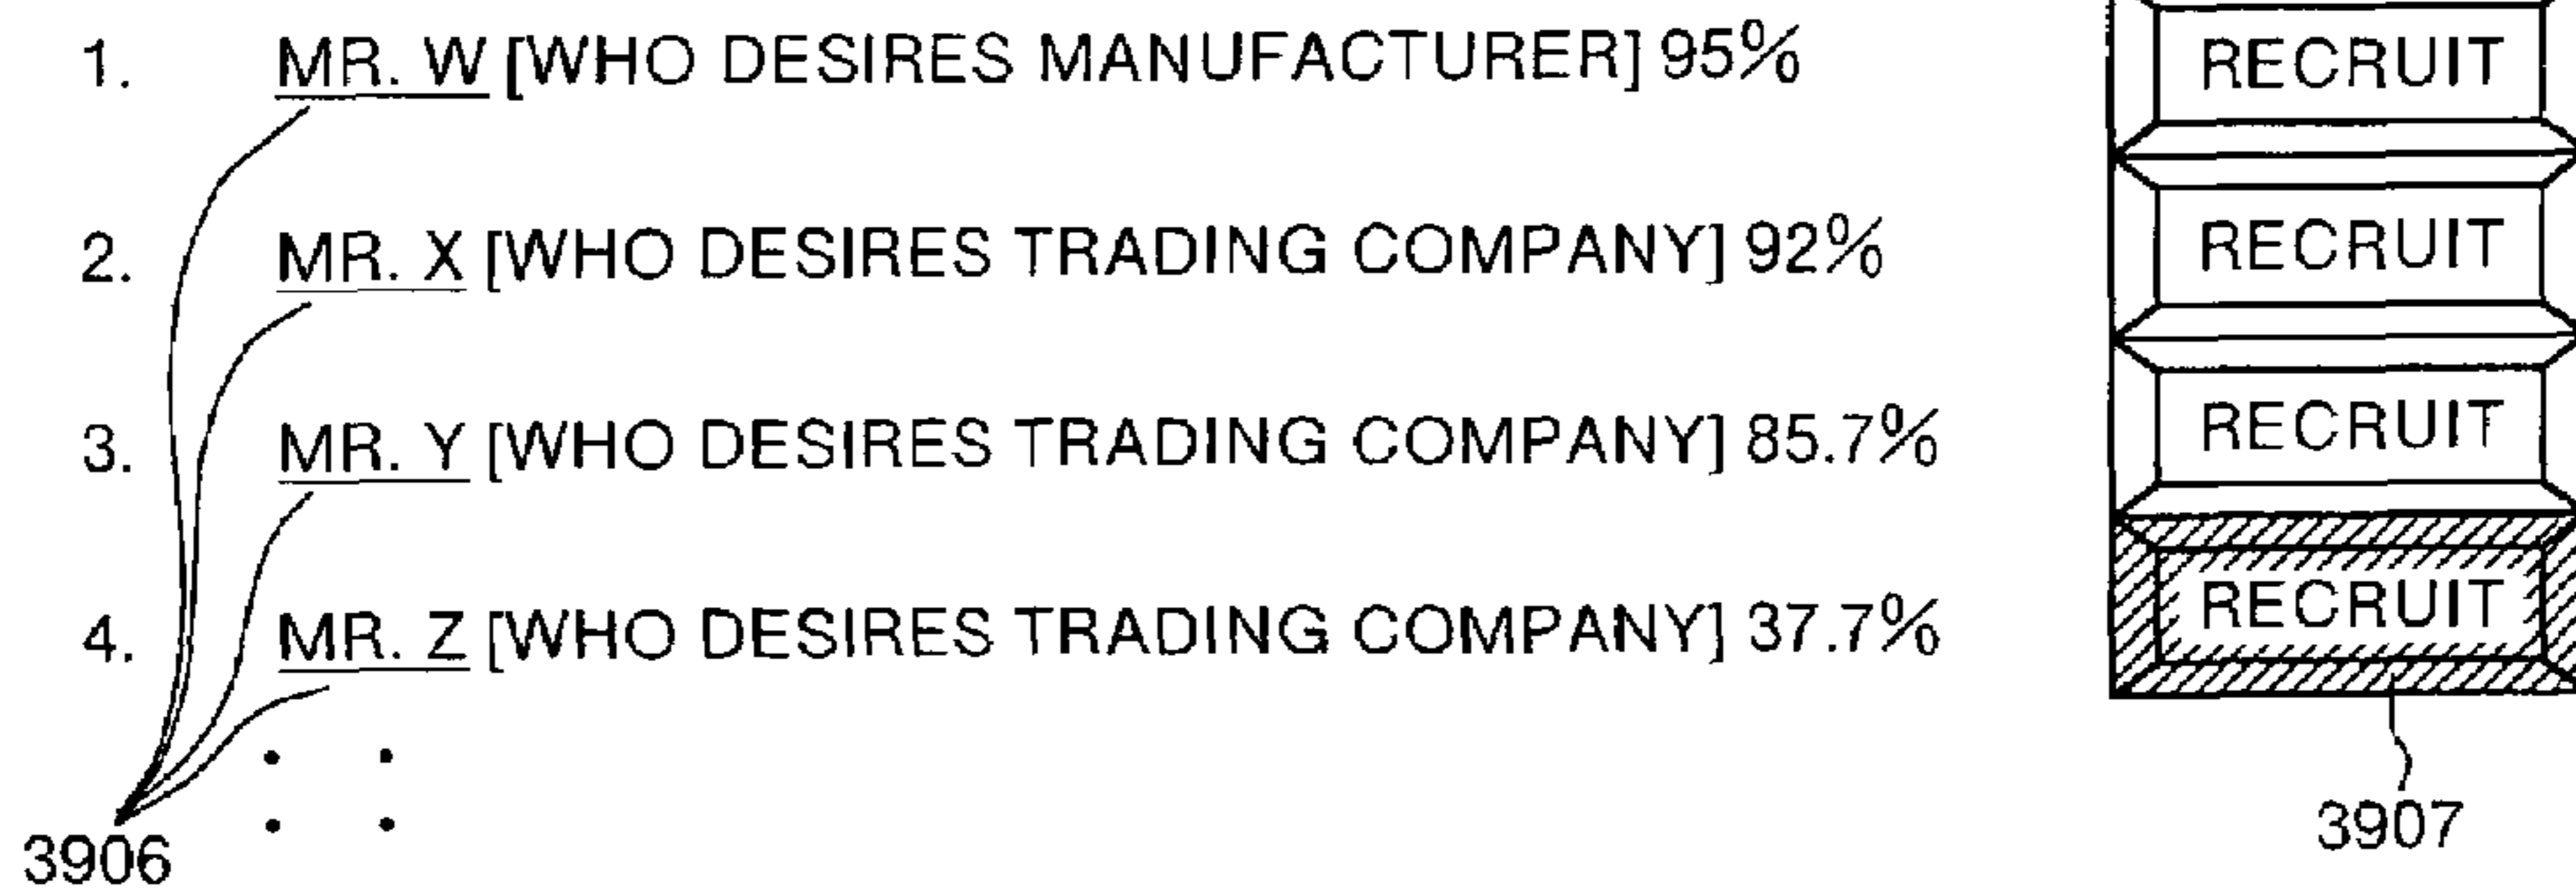 1. MR. W [WHO DESIRES MANUFACTURER] 95% RECRUIT
2. MR. X [WHO DESIRES TRADING COMPANY] 92% RECRUIT
3. MR. Y [WHO DESIRES TRADING COMPANY] 85.7% RECRUIT
4. MR. Z [WHO DESIRES TRADING COMPANY] 37.7% RECRUIT
3906 3907